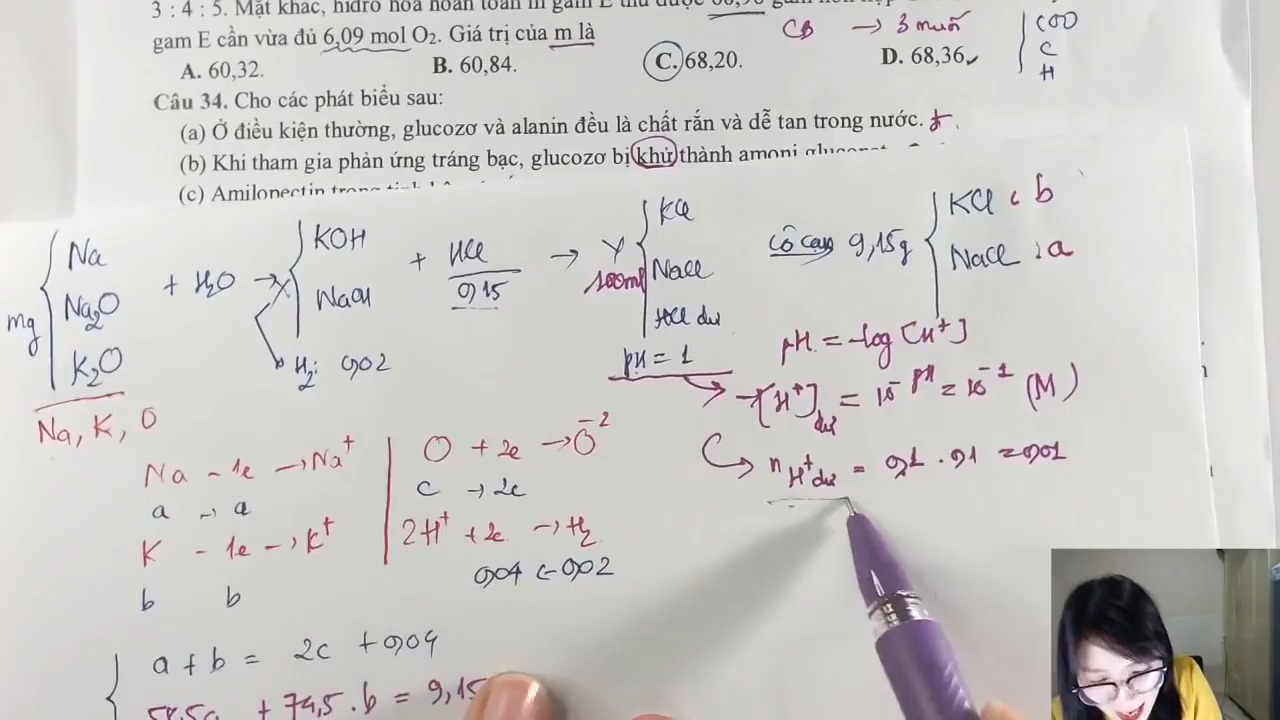 3 : 4 : 5. Mặt khác, hiđro hóa hoàn toàn m gam E thu được 68,96 gam
gam E cần vừa đủ 6,09 mol O₂. Giá trị của m là
CB → 3 muối
COO
C
H
A. 60,32. B. 60,84. C. 68,20. D. 68,36.
Câu 34. Cho các phát biểu sau:
(a) Ở điều kiện thường, glucozơ và alanin đều là chất rắn và dễ tan trong nước.
(b) Khi tham gia phản ứng tráng bạc, glucozơ bị khử thành amoni gluconat.
(c) Amilopectin trong
mg
Na
Na₂O
K₂O
+ H₂O →
X
KOH
NaOH
H₂: 0,02
+ HCl
0,15
→ Y
100ml
KCl
NaCl
HCl dư
pH = 1
Cô cạn 9,15g
KCl : b
NaCl : a
pH = -log[H⁺]
→[H⁺]dư = 10^-pH = 10⁻¹ (M)
n H⁺dư = 0,1 . 0,1 = 0,01
Na, K, O
Na - 1e → Na⁺
a → a
K - 1e → K⁺
b b
O + 2e → O⁻²
c → 2c
2H⁺ + 2e → H₂
0,04 ← 0,02
a + b = 2c + 0,04
58,5a + 74,5.b = 9,15